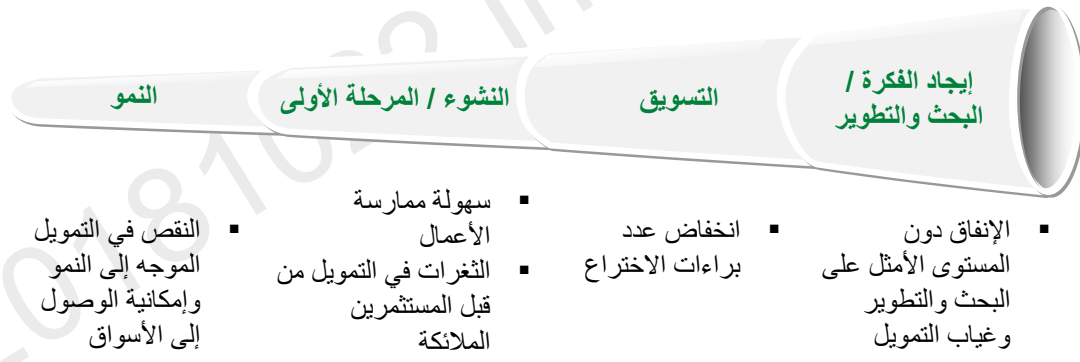 إيجاد الفكرة /
البحث والتطوير
التسويق
النشوء / المرحلة الأولى
النمو
▪ الإنفاق دون
المستوى الأمثل على
البحث والتطوير
وغياب التمويل
▪ انخفاض عدد
براءات الاختراع
▪ سهولة ممارسة
الأعمال
▪ الثغرات في التمويل من
قبل المستثمرين
الملائكة
▪ النقص في التمويل
الموجه إلى النمو
وإمكانية الوصول
إلى الأسواق